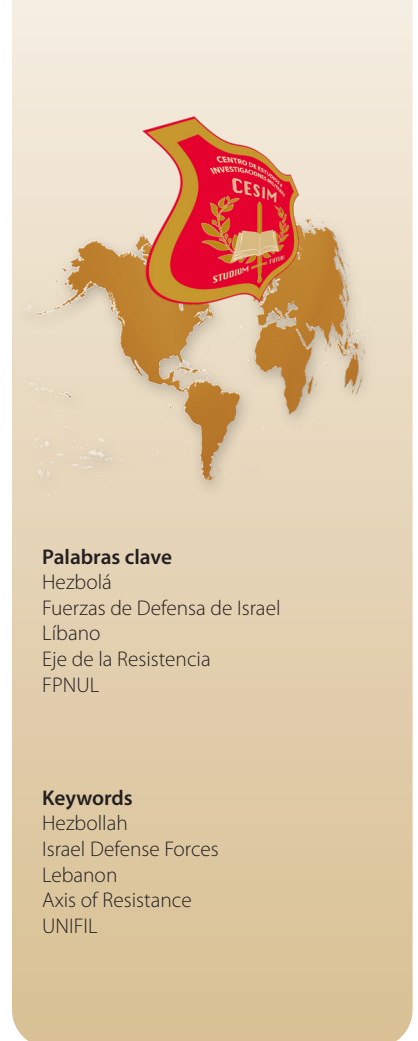 CENTRO DE ESTUDIOS E
INVESTIGACIONES MILITARES
CESIM
STUDIUM
FUTURI
Palabras clave
Hezbolá
Fuerzas de Defensa de Israel
Líbano
Eje de la Resistencia
FPNUL
Keywords
Hezbollah
Israel Defense Forces
Lebanon
Axis of Resistance
UNIFIL